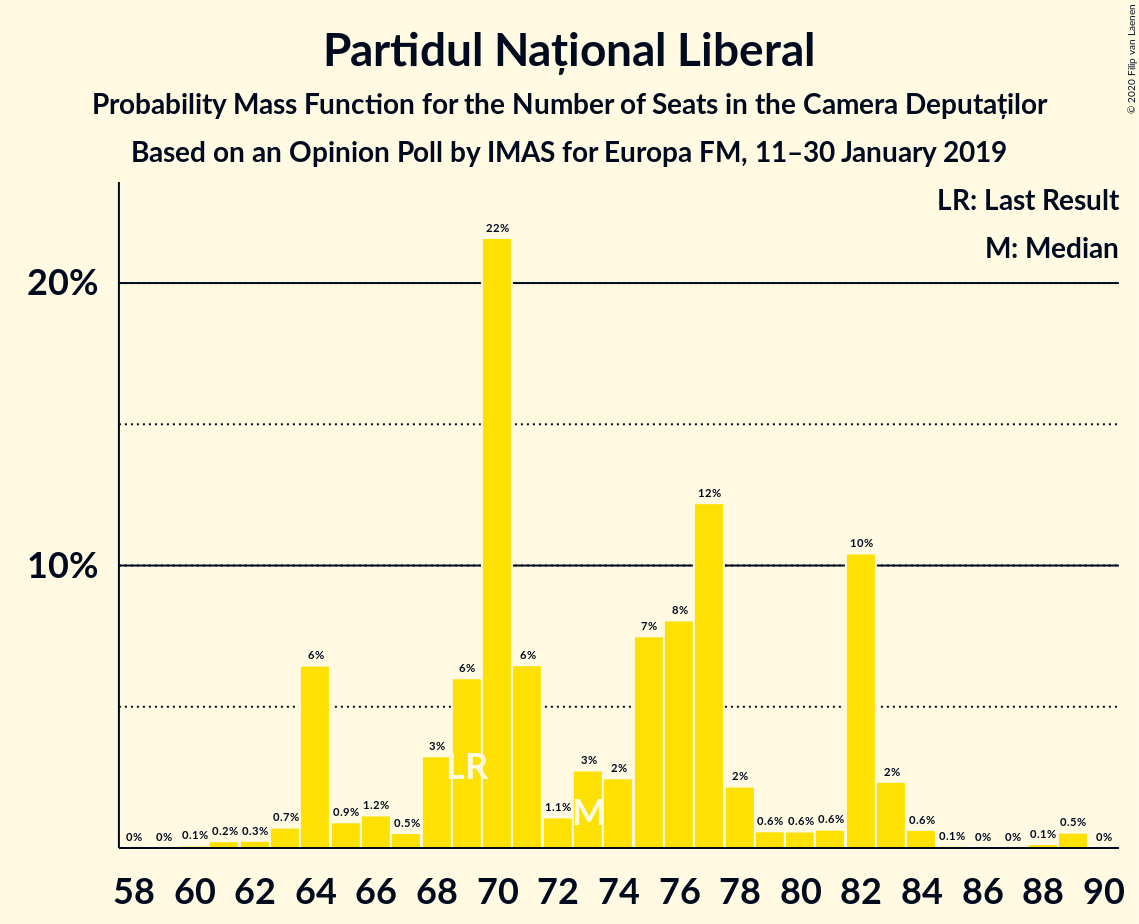 Partidul Național Liberal
Probability Mass Function for the Number of Seats in the Camera Deputaților
Based on an Opinion Poll by IMAS for Europa FM, 11–30 January 2019
© 2020 Filip van Laenen
LR: Last Result
M: Median
20%
10%
0% 0% 0.1% 0.2% 0.3% 0.7% 6% 0.9% 1.2% 0.5% 3% 6% 22% 6% 1.1% 3% 2% 7% 8% 12% 2% 0.6% 0.6% 0.6% 10% 2% 0.6% 0.1% 0% 0% 0.1% 0.5% 0%
LR
M
58 60 62 64 66 68 70 72 74 76 78 80 82 84 86 88 90